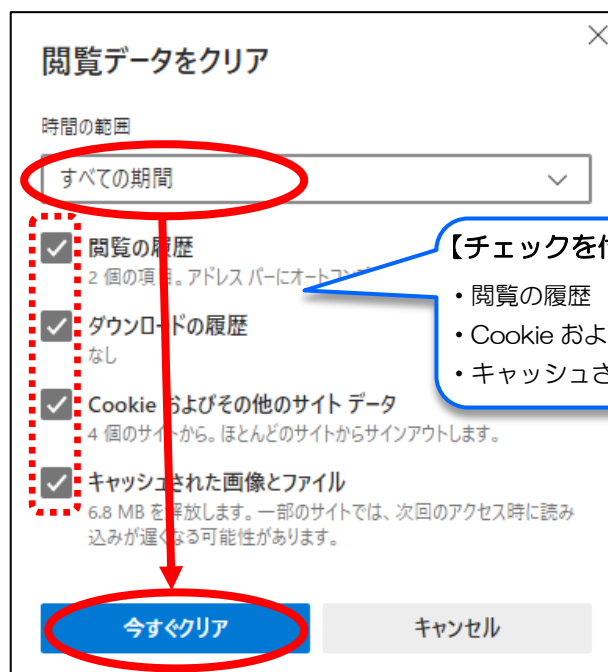 閲覧データをクリア
時間の範囲
すべての期間
閲覧の履歴
2 個の項目。アドレス バーにオート
ダウンロードの履歴
なし
Cookie およびその他のサイト データ
4 個のサイトから。ほとんどのサイトからサインアウトします。
キャッシュされた画像とファイル
6.8 MB を解放します。一部のサイトでは、次回のアクセス時に読み
込みが遅くなる可能性があります。
今すぐクリア
キャンセル
【チェックを付
・閲覧の履歴
・Cookie およ
・キャッシュさ